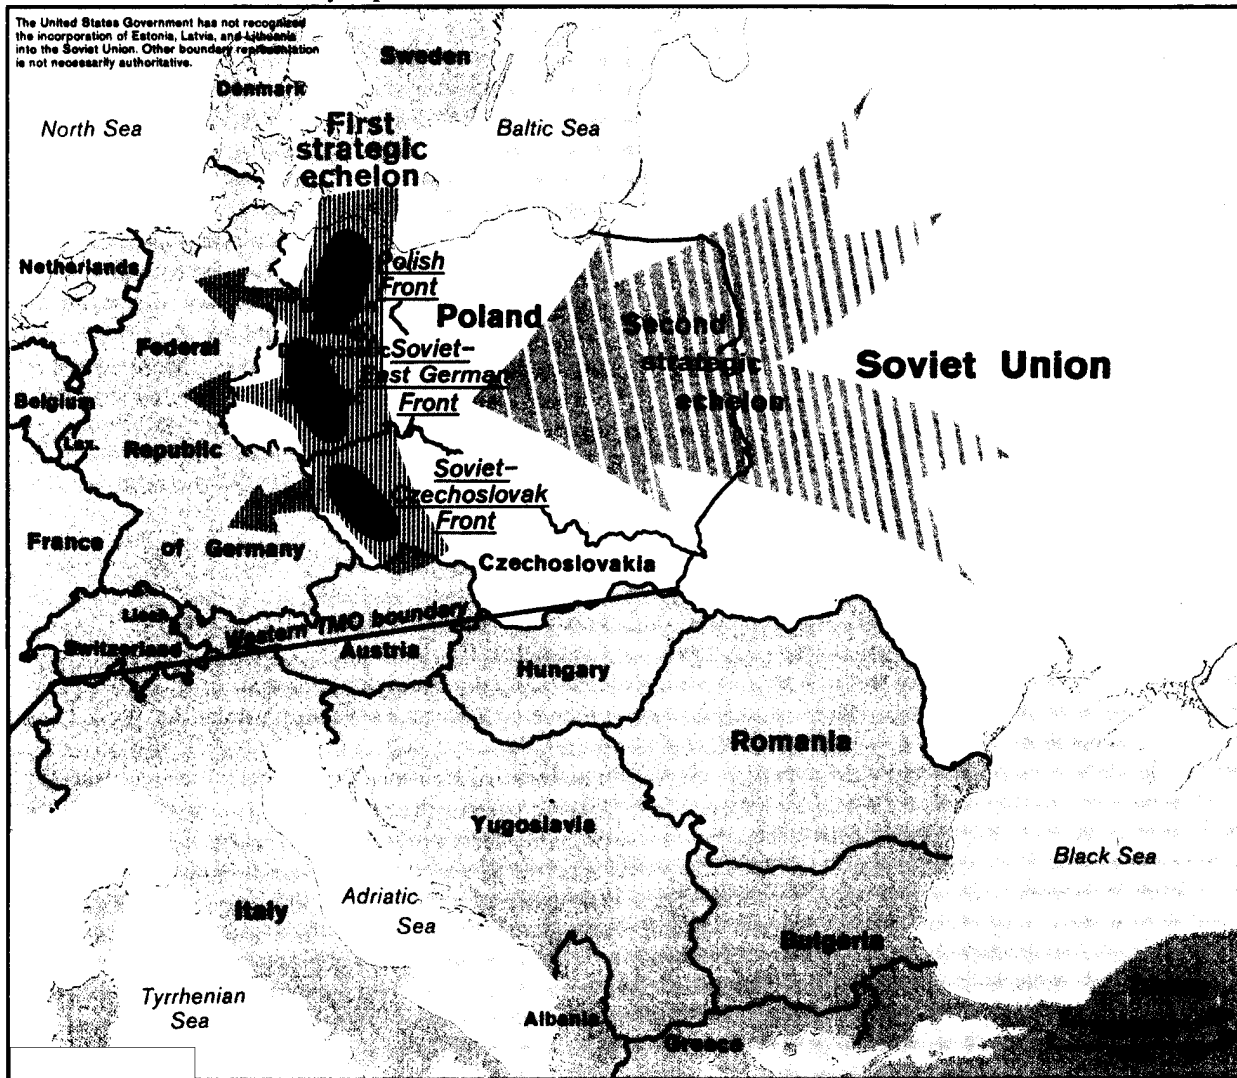 The United States Government has not recognized
the incorporation of Estonia, Latvia, and Lithuania
into the Soviet Union. Other boundary representation
is not necessarily authoritative.
Sweden
Denmark
North Sea
Baltic Sea
First
strategic
echelon
Netherlands
Polish
Front
Poland
Second
strategic
echelon
Soviet Union
Federal
Republic
of Germany
Soviet–
East German
Front
Belgium
Lux.
Soviet–
Czechoslovak
Front
France
Czechoslovakia
Liech.
Western TMO boundary
Switzerland
Austria
Hungary
Romania
Yugoslavia
Black Sea
Adriatic
Sea
Italy
Bulgaria
Tyrrhenian
Sea
Albania
Greece